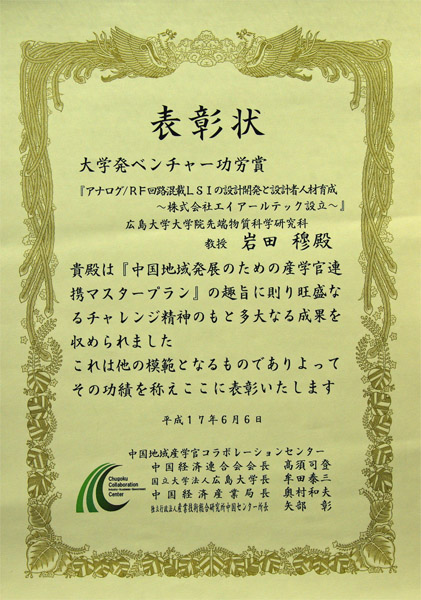 表彰状
大学発ベンチャー功労賞
『アナログ/RF回路混載LSIの設計開発と設計者人材育成
～株式会社エイアールテック設立～』
広島大学大学院先端物質科学研究科
教授 岩田 穆殿
貴殿は『中国地域発展のための産学官連
携マスタープラン』の趣旨に則り旺盛な
るチャレンジ精神のもと多大なる成果を
収められました
これは他の模範となるものでありよって
その功績を称えここに表彰いたします
平成17年6月6日
中国地域産学官コラボレーションセンター
中国経済連合会会長 高須司登
国立大学法人広島大学長 牟田泰三
中国経済産業局長 奥村和夫
独立行政法人産業技術総合研究所中国センター所長 矢部 彰
Chugoku
Collaboration
Center